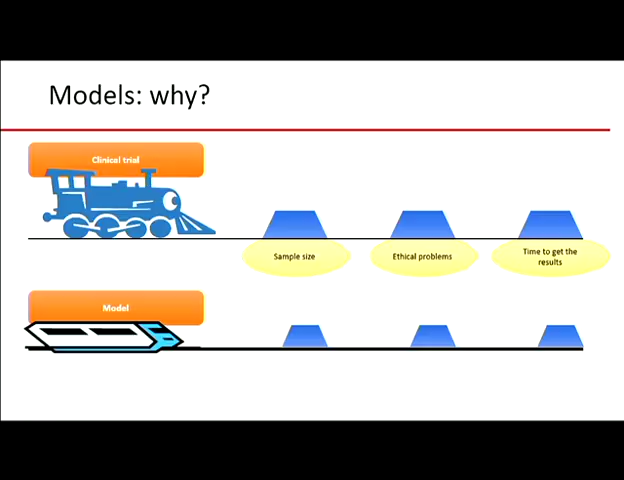 Models: why?
Clinical trial
Sample size
Ethical problems
Time to get the
results
Model